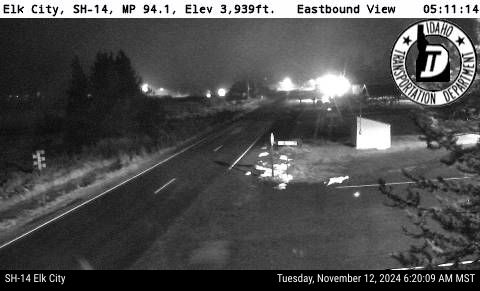 Elk City, SH-14, MP 94.1, Elev 3,939ft. Eastbound View 05:11:14
IDAHO
TRANSPORTATION DEPARTMENT
SH-14 Elk City Tuesday, November 12, 2024 6:20:09 AM MST